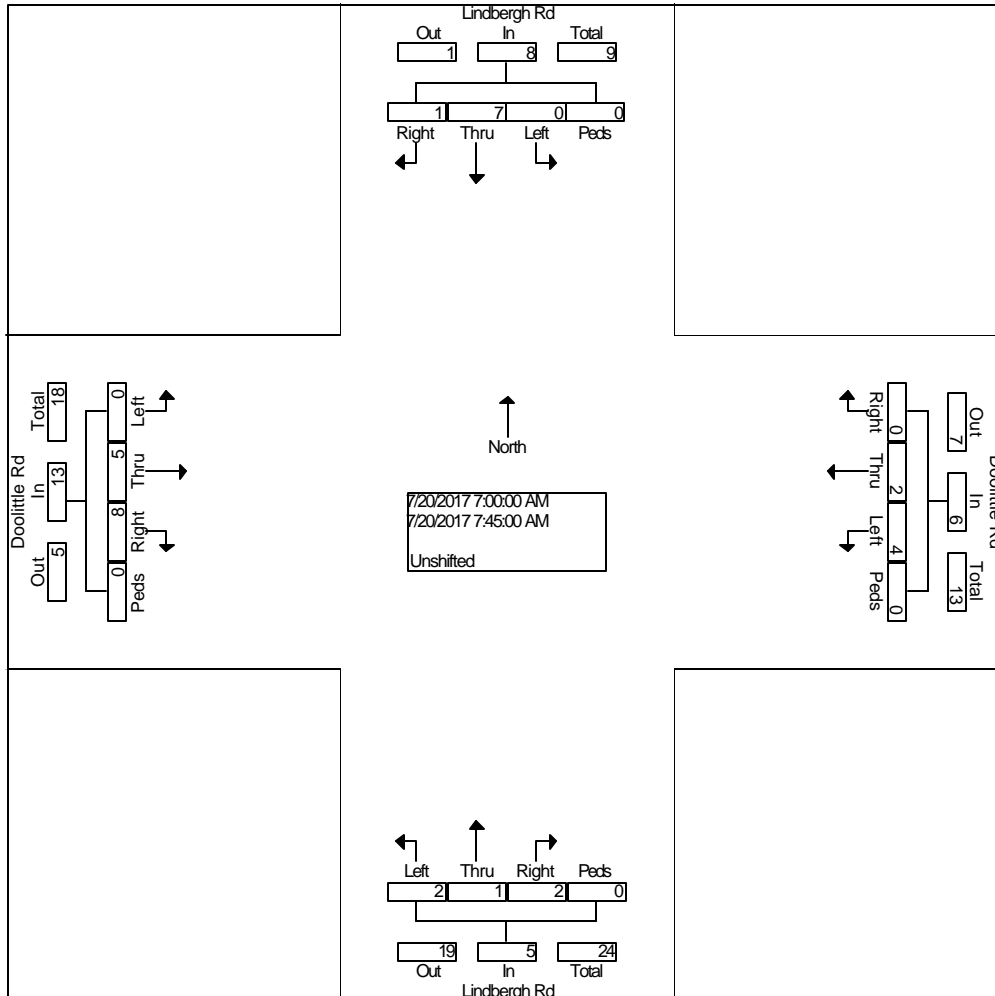 Lindbergh Rd
Out In Total
1 8 9
1 7 0 0
Right Thru Left Peds
Doolittle Rd
Total In Out
18 13 5
0 5 8 0
Left Thru Right Peds
North
7/20/2017 7:00:00 AM
7/20/2017 7:45:00 AM
Unshifted
Right Thru Left Peds
0 2 4 0
Out In Total
7 6 13
Doolittle Rd
Left Thru Right Peds
2 1 2 0
19 5 24
Out In Total
Lindbergh Rd